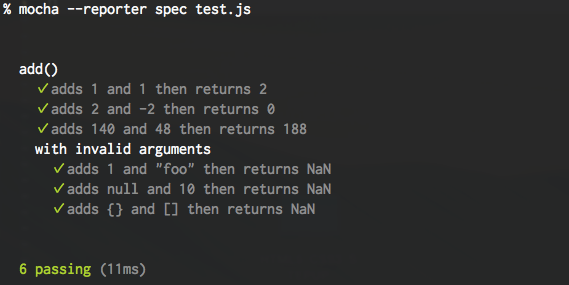 % mocha --reporter spec test.js
add()
✓ adds 1 and 1 then returns 2
✓ adds 2 and -2 then returns 0
✓ adds 140 and 48 then returns 188
with invalid arguments
✓ adds 1 and "foo" then returns NaN
✓ adds null and 10 then returns NaN
✓ adds {} and [] then returns NaN
6 passing (11ms)